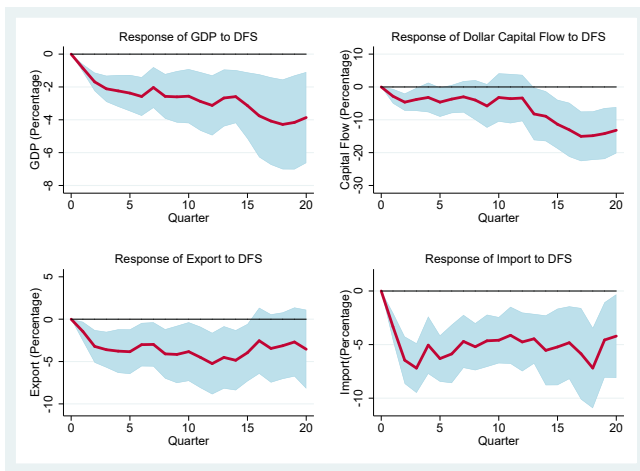 Response of GDP to DFS
GDP (Percentage)
0
-2
-4
-6
-8
0 5 10 15 20
Quarter
Response of Dollar Capital Flow to DFS
Capital Flow (Percentage)
10
0
-10
-20
-30
0 5 10 15 20
Quarter
Response of Export to DFS
Export (Percentage)
5
0
-5
-10
0 5 10 15 20
Quarter
Response of Import to DFS
Import(Percentage)
0
-5
-10
0 5 10 15 20
Quarter